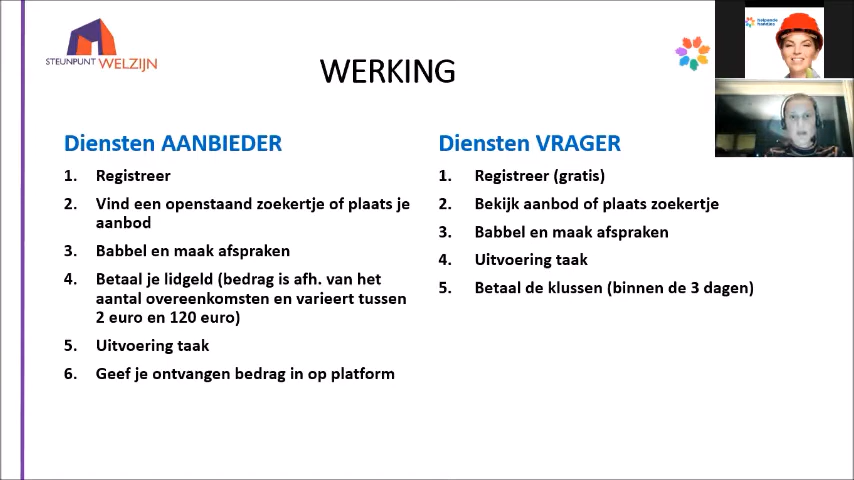 STEUNPUNT WELZIJN
WERKING
Diensten AANBIEDER
1. Registreer
2. Vind een openstaand zoekertje of plaats je
aanbod
3. Babbel en maak afspraken
4. Betaal je lidgeld (bedrag is afh. van het
aantal overeenkomsten en varieert tussen
2 euro en 120 euro)
5. Uitvoering taak
6. Geef je ontvangen bedrag in op platform
Diensten VRAGER
1. Registreer (gratis)
2. Bekijk aanbod of plaats zoekertje
3. Babbel en maak afspraken
4. Uitvoering taak
5. Betaal de klussen (binnen de 3 dagen)
helpende
handjes